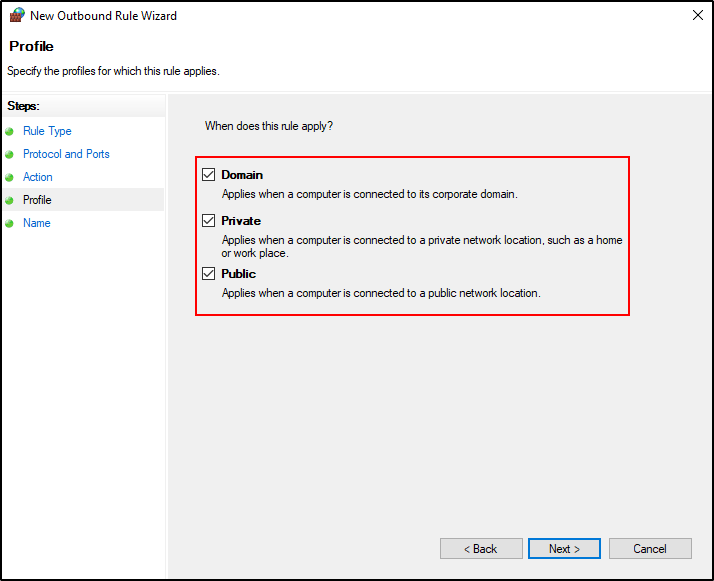 New Outbound Rule Wizard
Profile
Specify the profiles for which this rule applies.
Steps:
Rule Type
Protocol and Ports
Action
Profile
Name
When does this rule apply?
Domain
Applies when a computer is connected to its corporate domain.
Private
Applies when a computer is connected to a private network location, such as a home
or work place.
Public
Applies when a computer is connected to a public network location.
< Back
Next >
Cancel